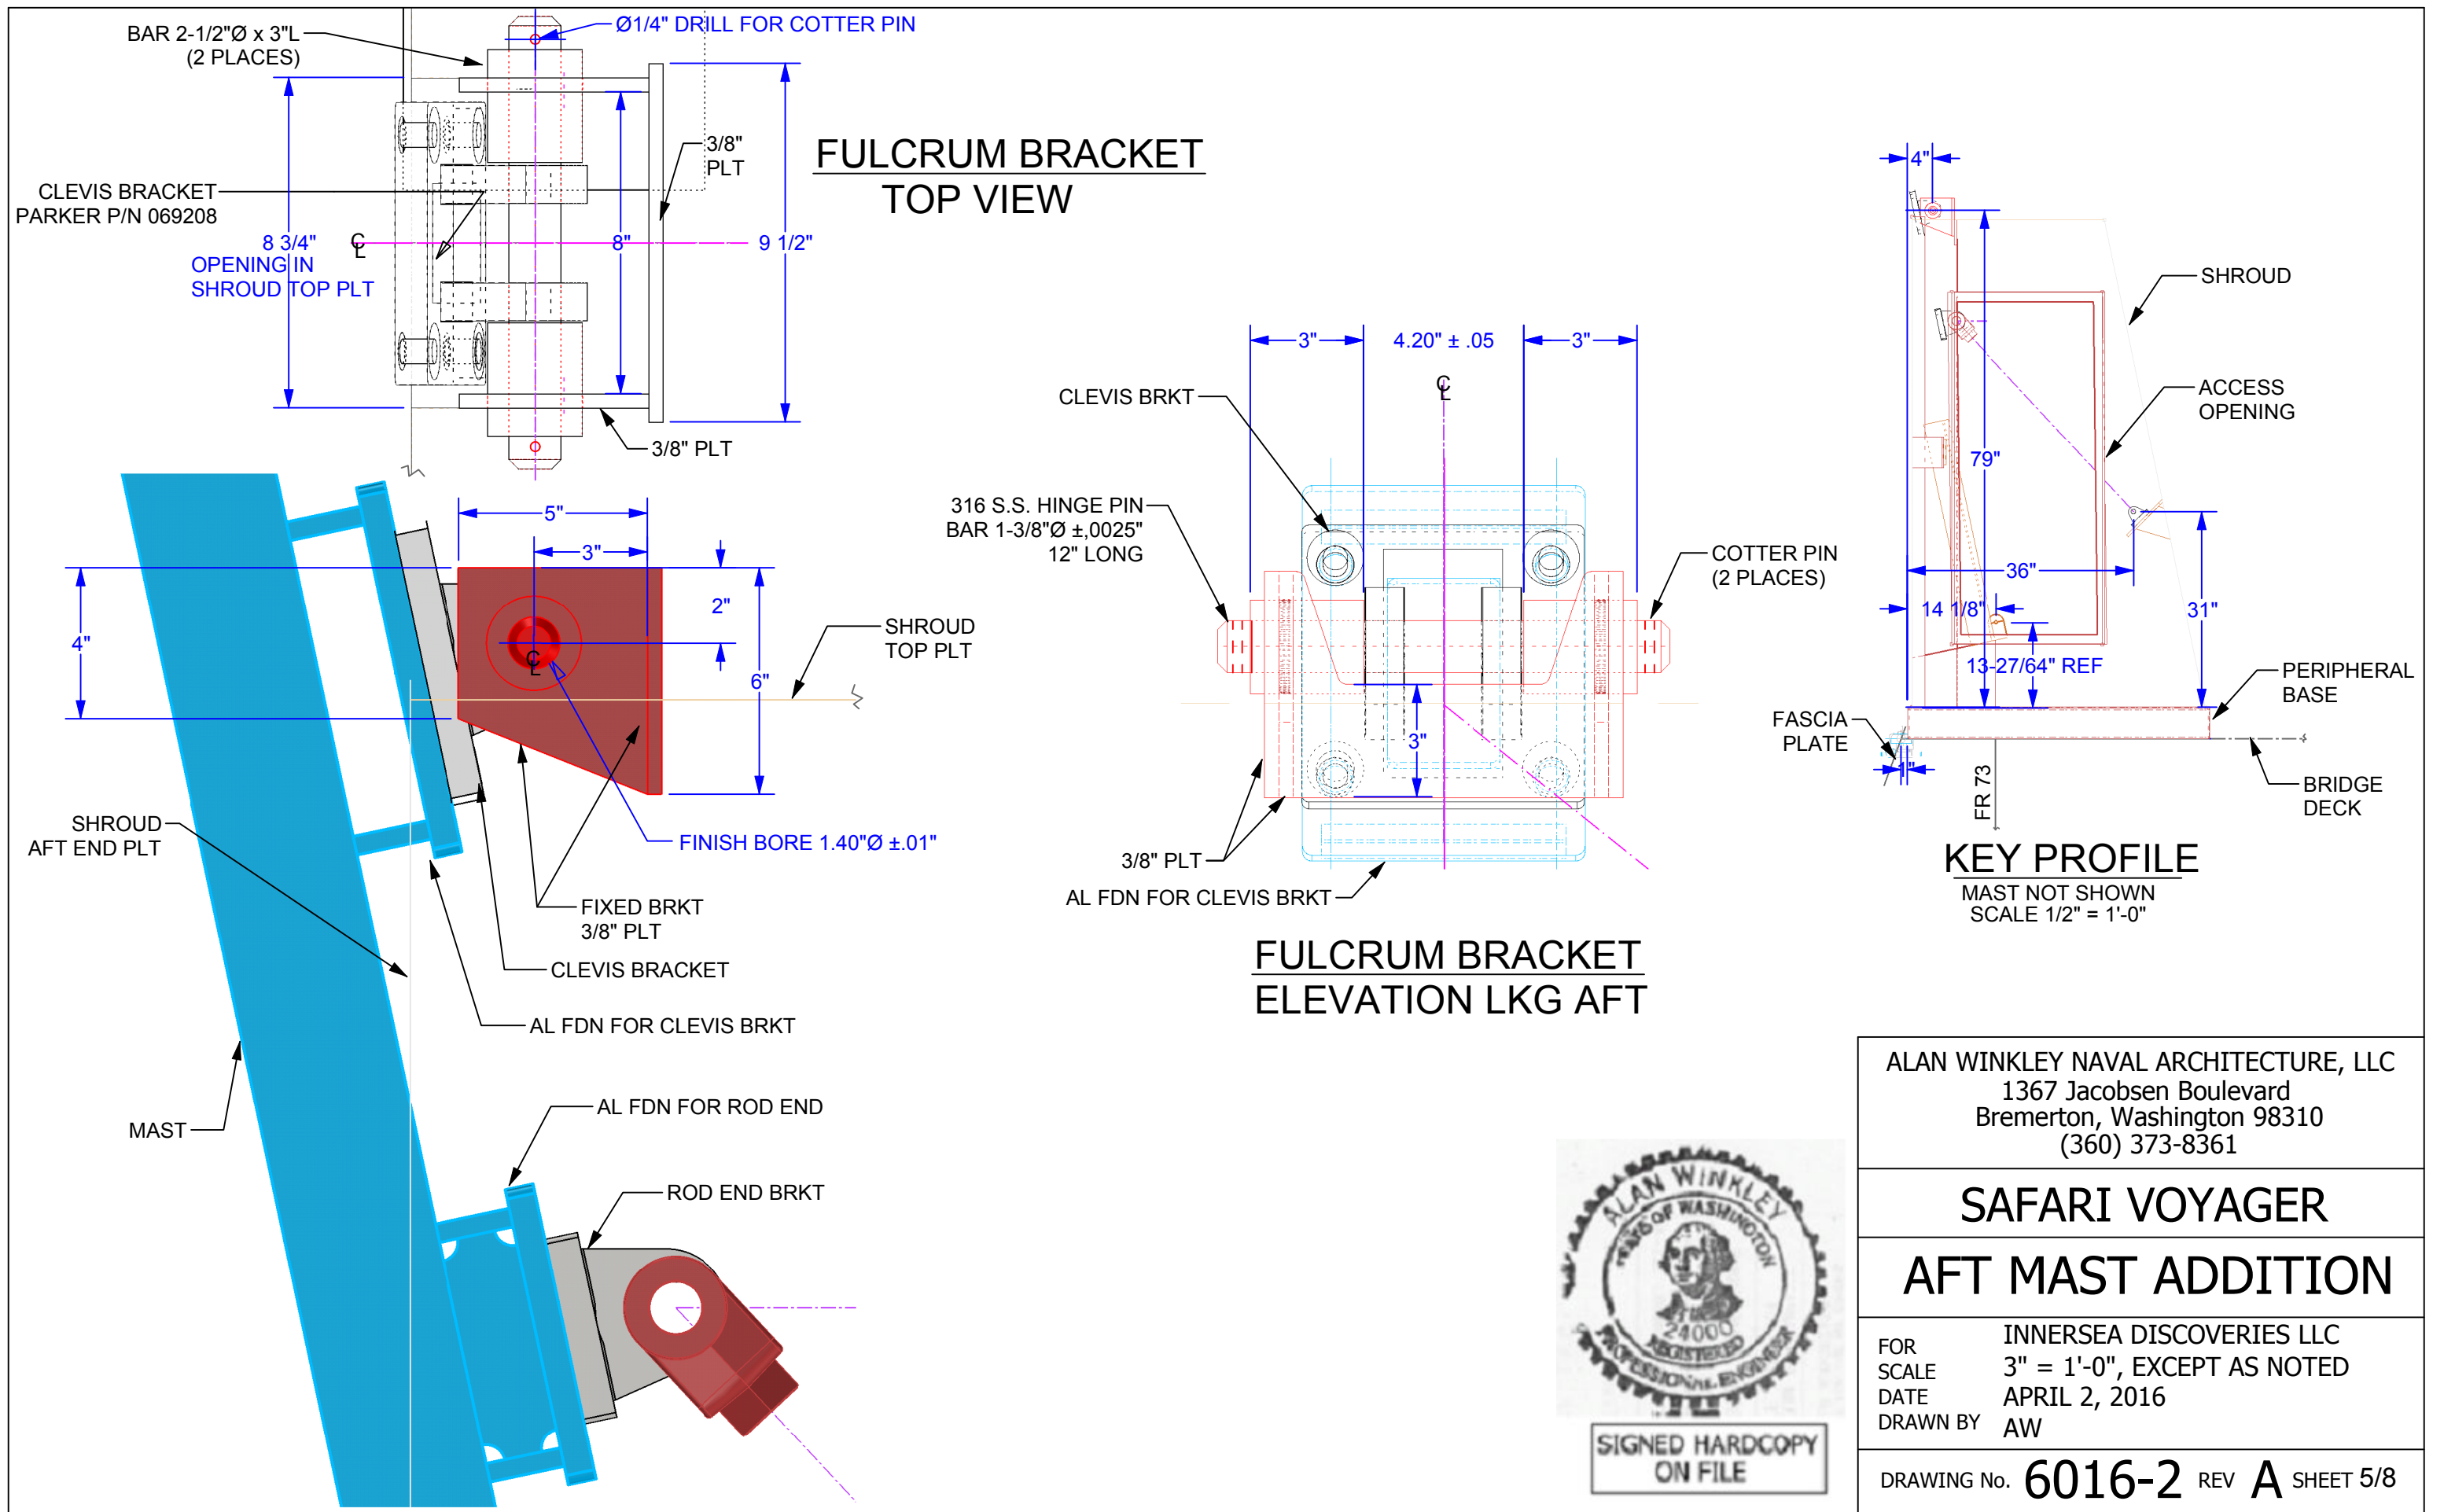 BAR 2-1/2"Ø x 3"L
(2 PLACES)
Ø1/4" DRILL FOR COTTER PIN
3/8"
PLT
CLEVIS BRACKET
PARKER P/N 069208
8 3/4"
OPENING IN
SHROUD TOP PLT
CL
8"
9 1/2"
3/8" PLT
FULCRUM BRACKET
TOP VIEW
5"
3"
2"
4"
6"
CL
SHROUD
TOP PLT
SHROUD
AFT END PLT
FINISH BORE 1.40"Ø ±.01"
FIXED BRKT
3/8" PLT
CLEVIS BRACKET
AL FDN FOR CLEVIS BRKT
MAST
AL FDN FOR ROD END
ROD END BRKT
3"
4.20" ± .05
3"
CLEVIS BRKT
CL
316 S.S. HINGE PIN
BAR 1-3/8"Ø ±,0025"
12" LONG
COTTER PIN
(2 PLACES)
3"
3/8" PLT
AL FDN FOR CLEVIS BRKT
FULCRUM BRACKET
ELEVATION LKG AFT
4"
SHROUD
ACCESS
OPENING
79"
36"
14 1/8"
31"
13-27/64" REF
PERIPHERAL
BASE
FASCIA
PLATE
1"
FR 73
BRIDGE
DECK
KEY PROFILE
MAST NOT SHOWN
SCALE 1/2" = 1'-0"
ALAN WINKLEY
STATE OF WASHINGTON
24000
REGISTERED
PROFESSIONAL ENGINEER
SIGNED HARDCOPY
ON FILE
ALAN WINKLEY NAVAL ARCHITECTURE, LLC
1367 Jacobsen Boulevard
Bremerton, Washington 98310
(360) 373-8361
SAFARI VOYAGER
AFT MAST ADDITION
FOR INNERSEA DISCOVERIES LLC
SCALE 3" = 1'-0", EXCEPT AS NOTED
DATE APRIL 2, 2016
DRAWN BY AW
DRAWING No. 6016-2 REV A SHEET 5/8